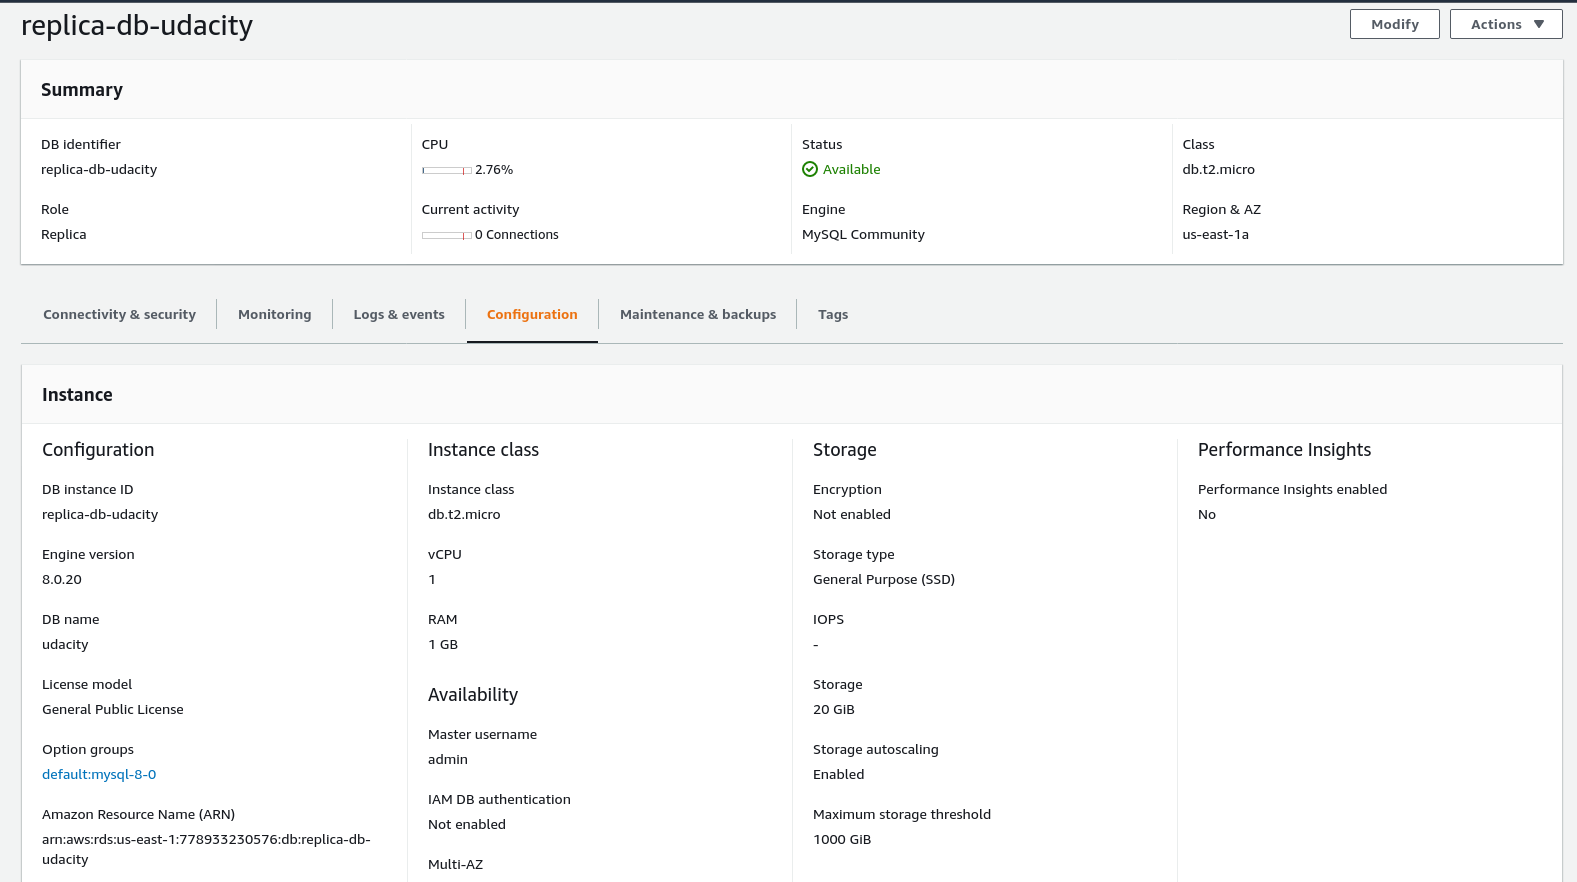 replica-db-udacity
Modify
Actions
Summary
DB identifier
replica-db-udacity
Role
Replica
CPU
2.76%
Current activity
0 Connections
Status
Available
Engine
MySQL Community
Class
db.t2.micro
Region & AZ
us-east-1a
Connectivity & security
Monitoring
Logs & events
Configuration
Maintenance & backups
Tags
Instance
Configuration
DB instance ID
replica-db-udacity
Engine version
8.0.20
DB name
udacity
License model
General Public License
Option groups
default:mysql-8-0
Amazon Resource Name (ARN)
arn:aws:rds:us-east-1:778933230576:db:replica-db-
udacity
Instance class
Instance class
db.t2.micro
vCPU
1
RAM
1 GB
Availability
Master username
admin
IAM DB authentication
Not enabled
Multi-AZ
Storage
Encryption
Not enabled
Storage type
General Purpose (SSD)
IOPS
-
Storage
20 GiB
Storage autoscaling
Enabled
Maximum storage threshold
1000 GiB
Performance Insights
Performance Insights enabled
No